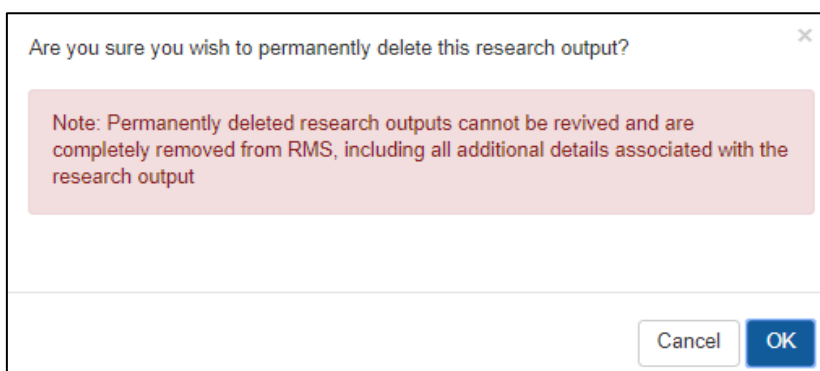 Are you sure you wish to permanently delete this research output?
×
Note: Permanently deleted research outputs cannot be revived and are
completely removed from RMS, including all additional details associated with the
research output
Cancel
OK